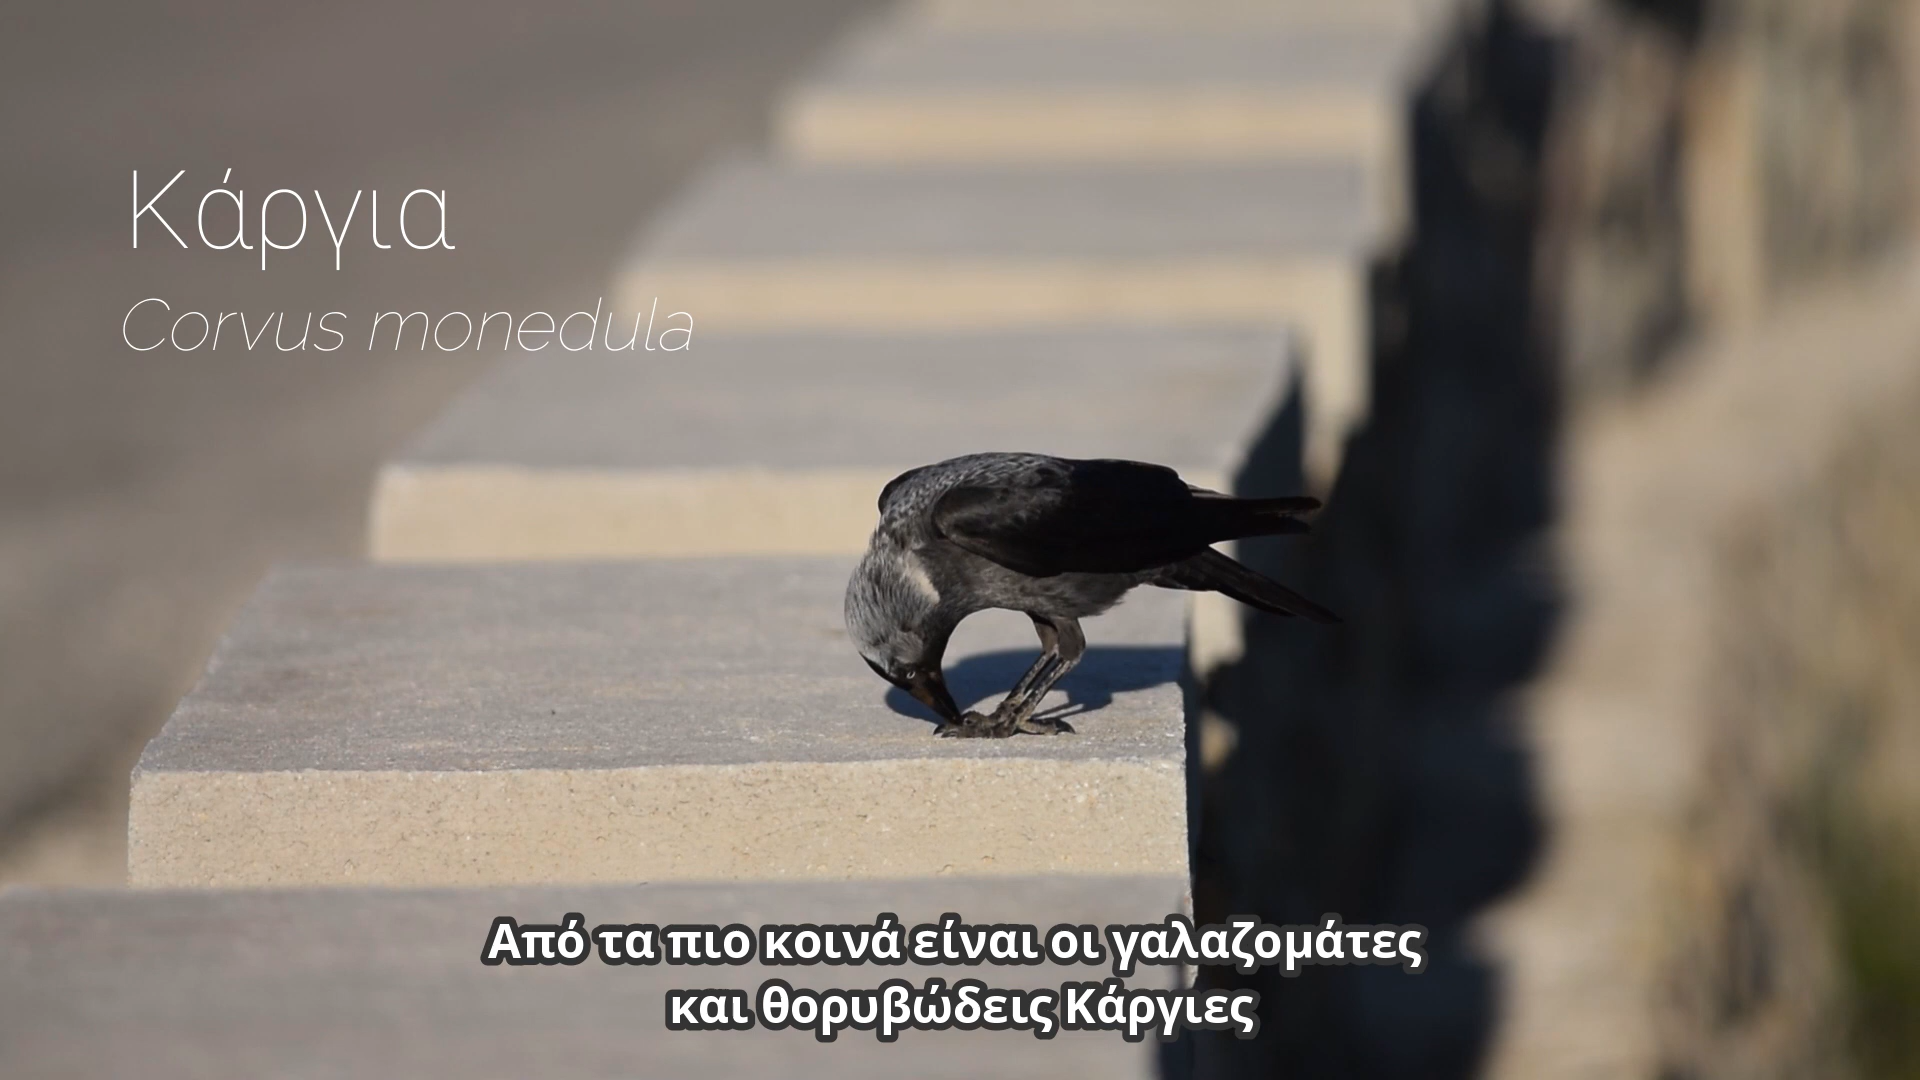 Κάργια
Corvus monedula
Από τα πιο κοινά είναι οι γαλαζομάτες
και θορυβώδεις Κάργιες